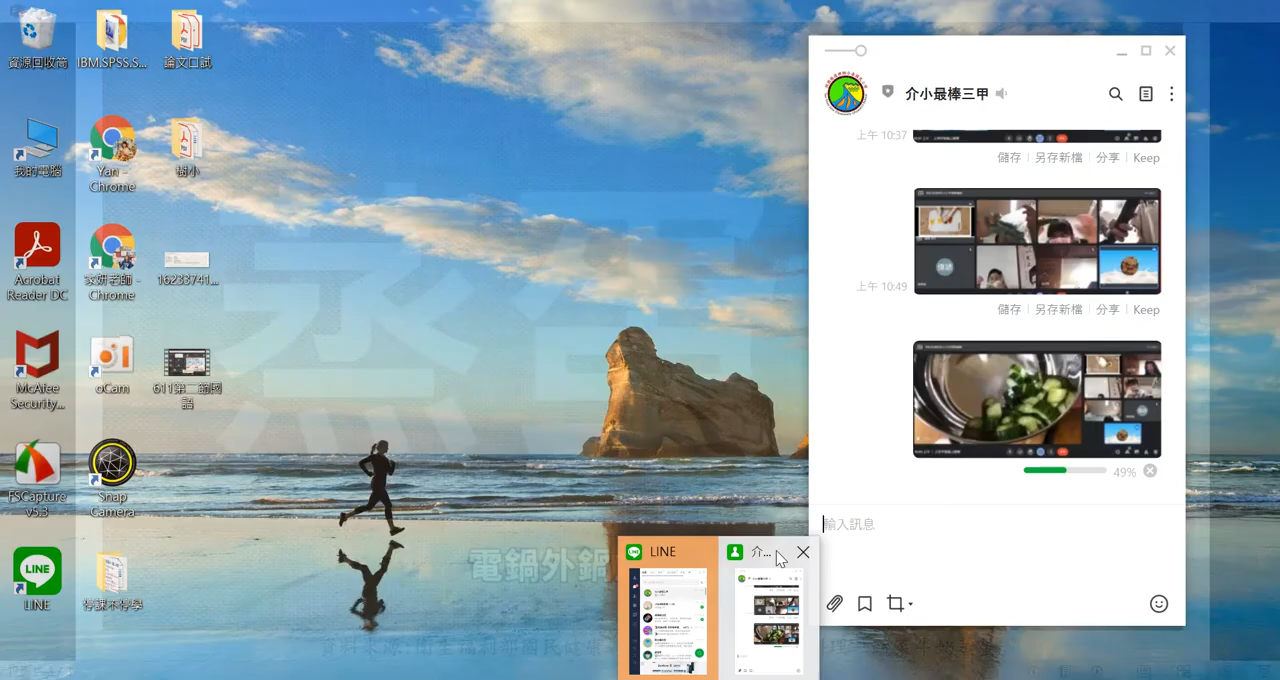 資源回收筒
IBM.SPSS.S...
論文口試
我的電腦
Yan - Chrome
樹小
Acrobat Reader DC
玟妍老師 - Chrome
16233741...
McAfee Security...
oCam
611第二節國語
FSCapture v5.3
Snap Camera
LINE
停課不停學
蒸蛋
電鍋外鍋
介小最棒三甲
上午 10:37
儲存 另存新檔 分享 Keep
上午 10:49
儲存 另存新檔 分享 Keep
49%
輸入訊息
LINE
介...